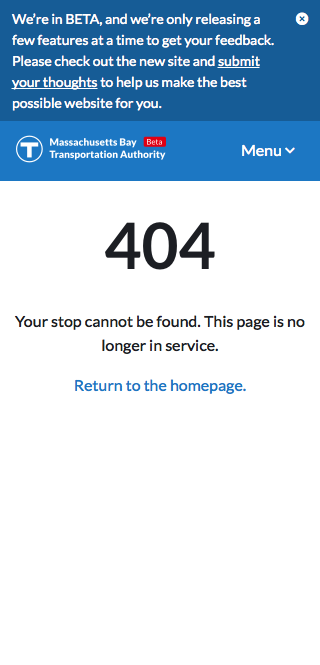 We’re in BETA, and we’re only releasing a
few features at a time to get your feedback.
Please check out the new site and submit
your thoughts to help us make the best
possible website for you.
T
Massachusetts Bay Beta
Transportation Authority
Menu
404
Your stop cannot be found. This page is no
longer in service.
Return to the homepage.